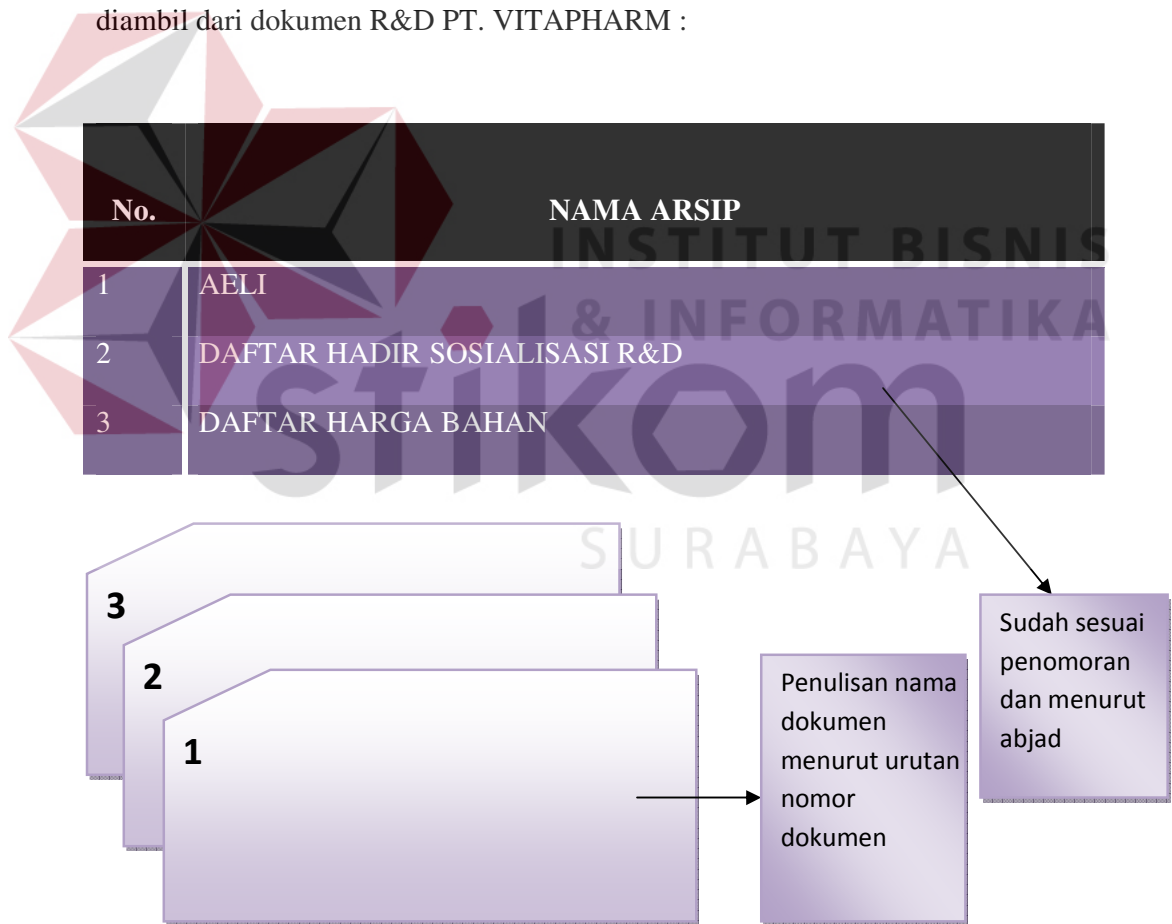 diambil dari dokumen R&D PT. VITAPHARM :
No. NAMA ARSIP
INSTITUT BISNIS
& INFORMATIKA
1 AELI
2 DAFTAR HADIR SOSIALISASI R&D
3 DAFTAR HARGA BAHAN
stikom
SURABAYA
3
2
1
Penulisan nama
dokumen
menurut urutan
nomor
dokumen
Sudah sesuai
penomoran
dan menurut
abjad